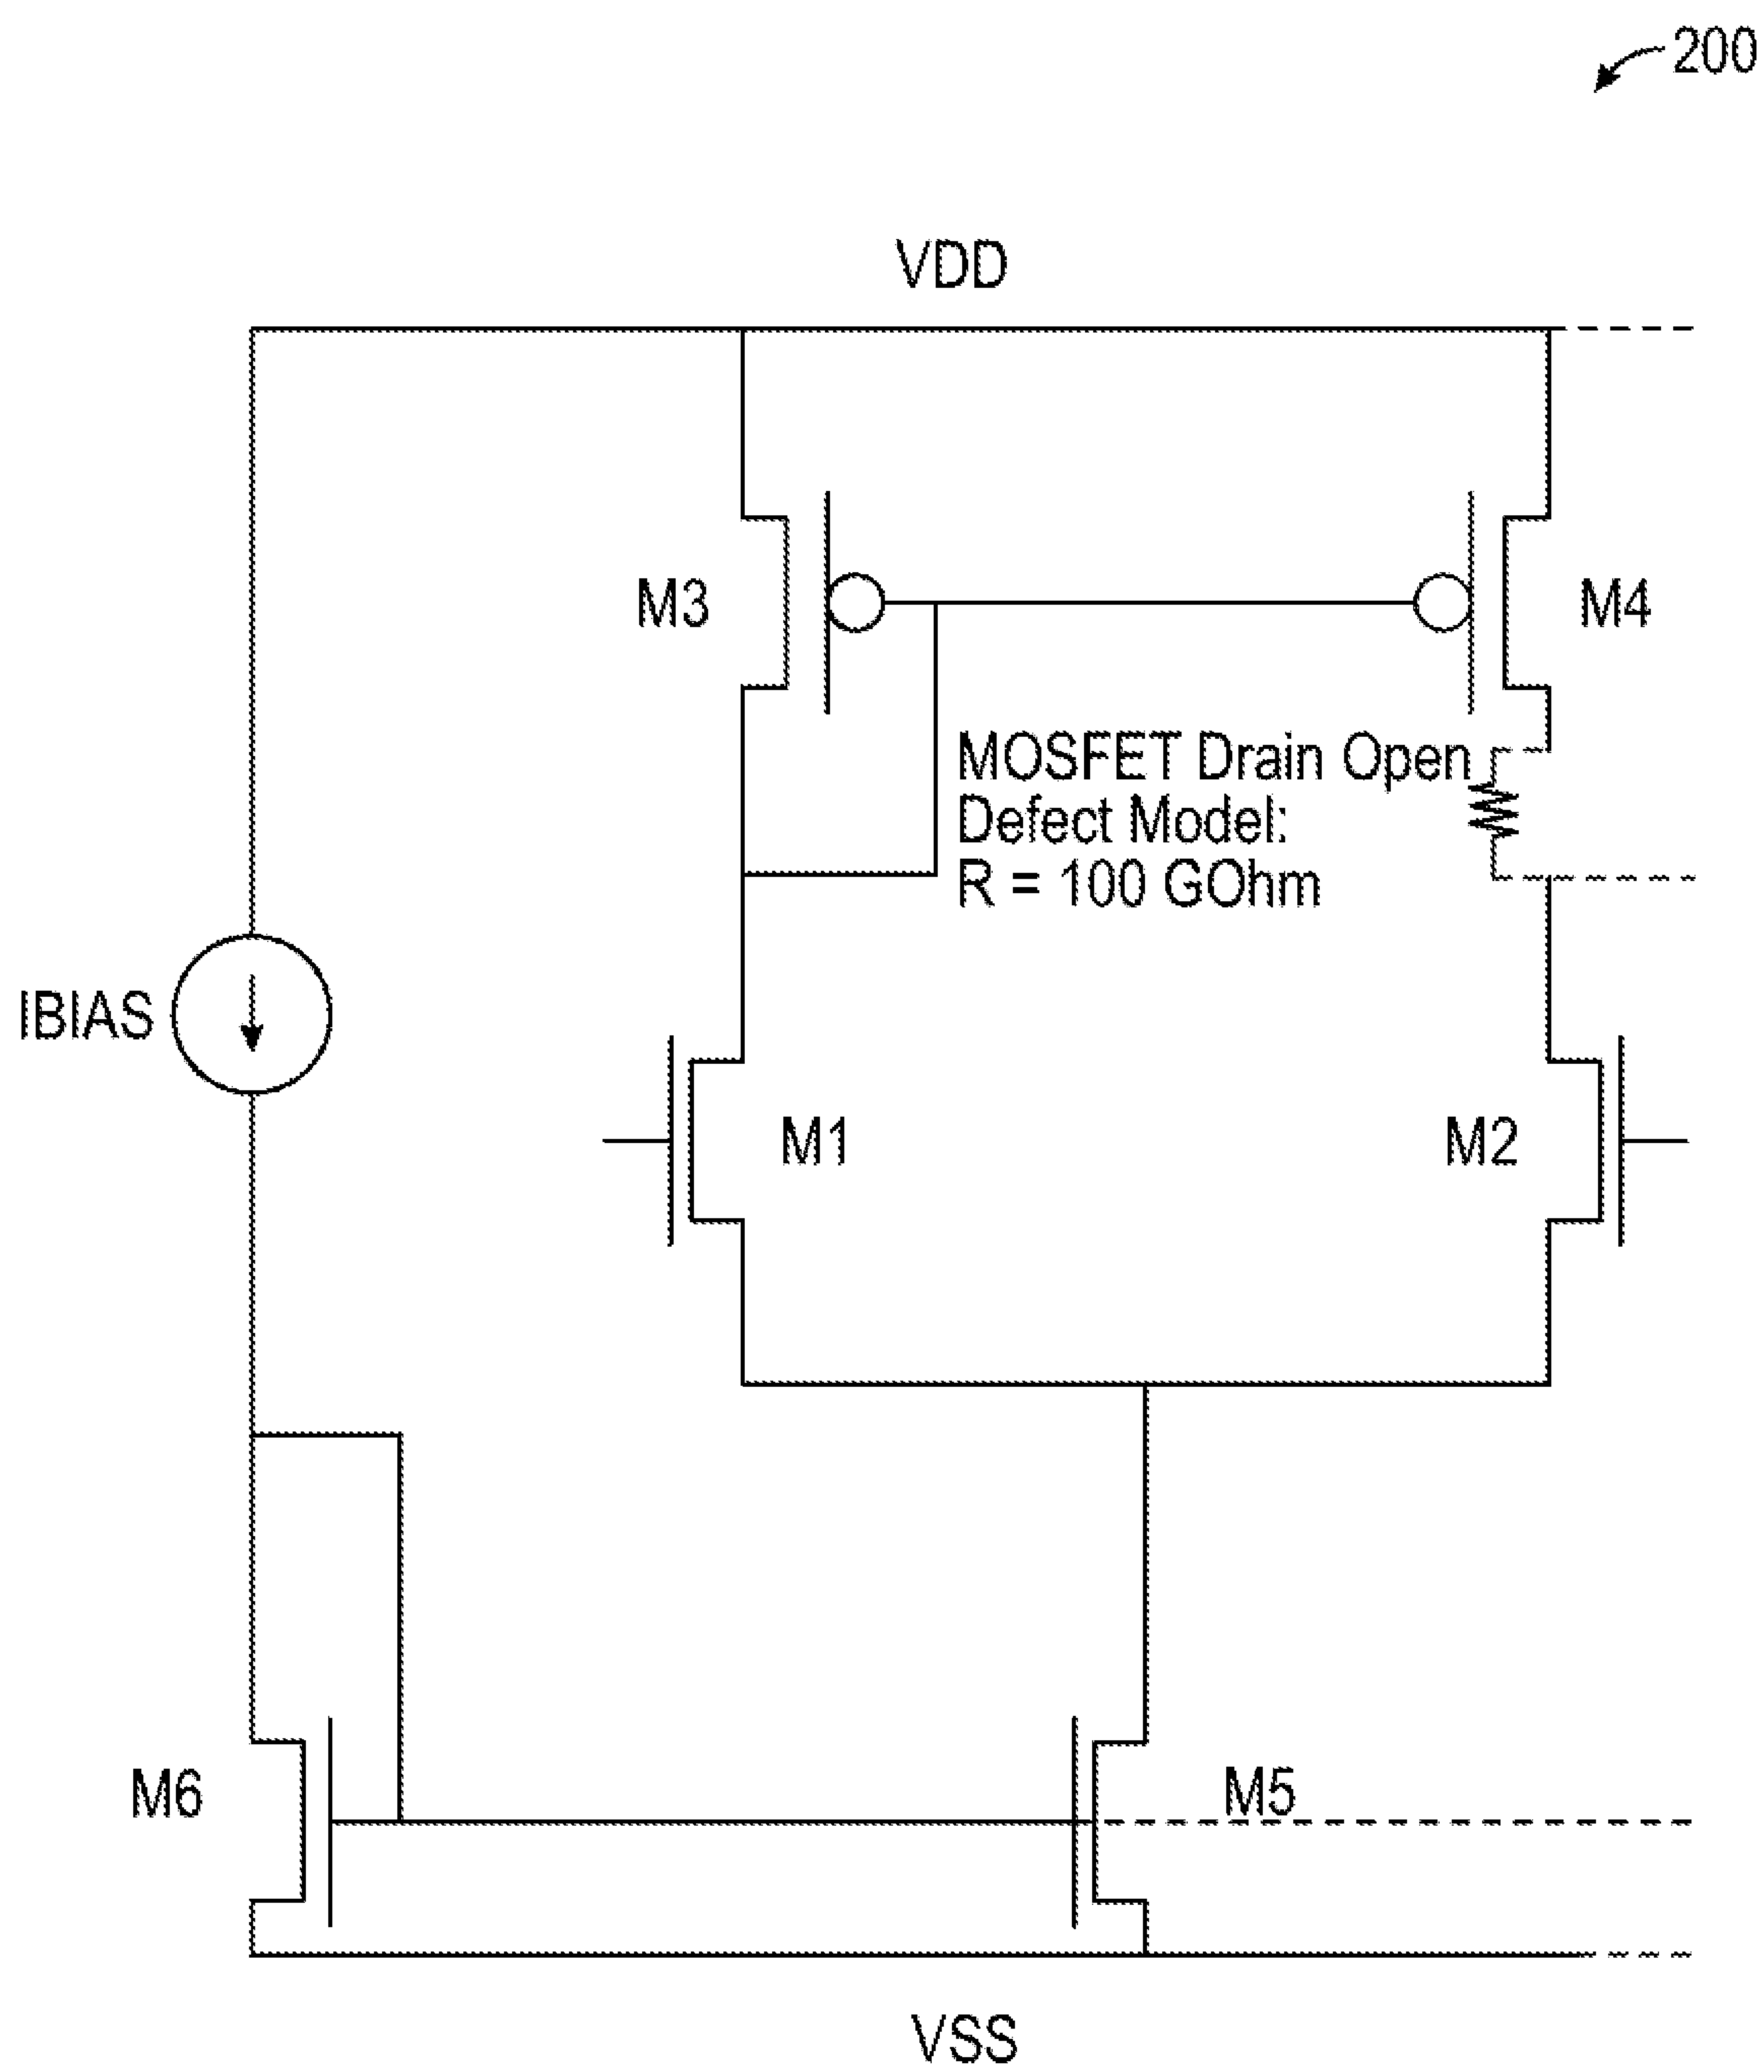 200
VDD
M3
M4
MOSFET Drain Open
Defect Model:
R = 100 GOhm
IBIAS
M1
M2
M6
M5
VSS